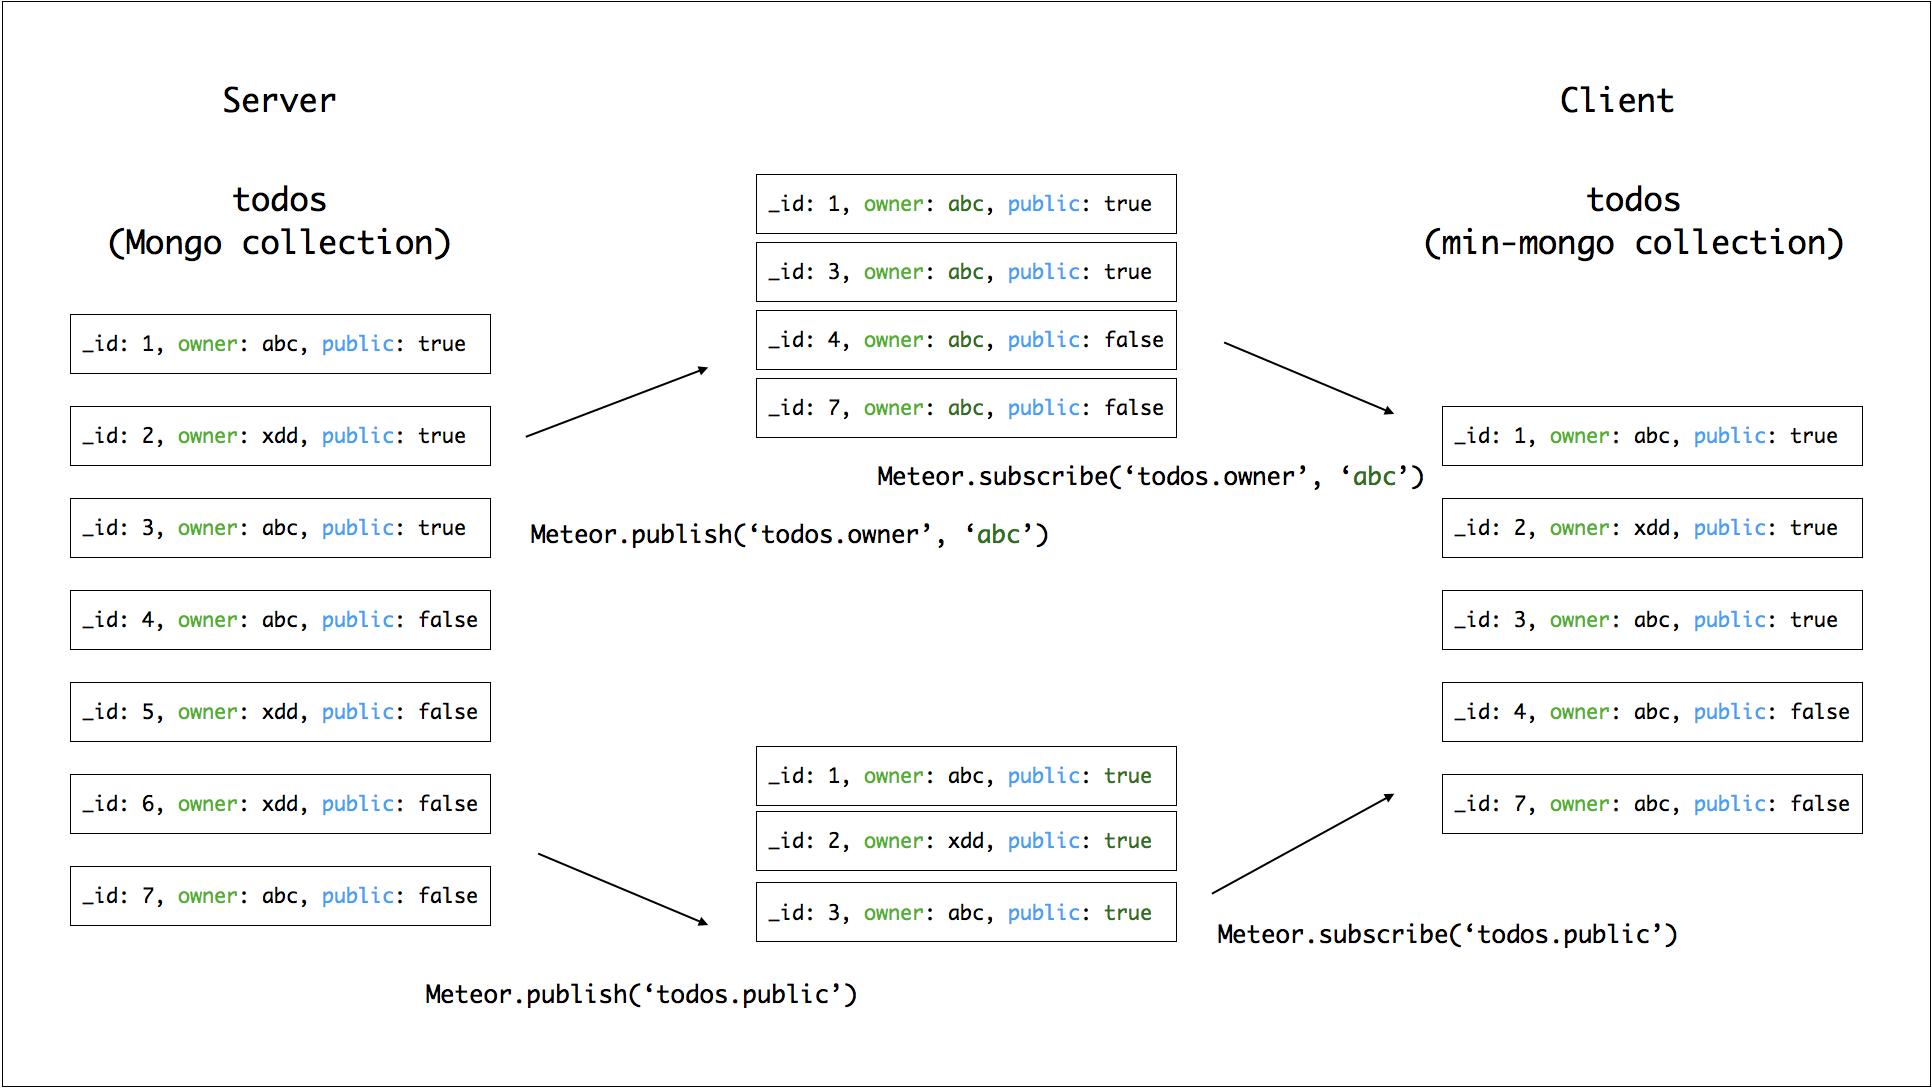 Server
todos
(Mongo collection)
_id: 1, owner: abc, public: true
_id: 2, owner: xdd, public: true
_id: 3, owner: abc, public: true
_id: 4, owner: abc, public: false
_id: 5, owner: xdd, public: false
_id: 6, owner: xdd, public: false
_id: 7, owner: abc, public: false
_id: 1, owner: abc, public: true
_id: 3, owner: abc, public: true
_id: 4, owner: abc, public: false
_id: 7, owner: abc, public: false
Meteor.subscribe(‘todos.owner’, ‘abc’)
Meteor.publish(‘todos.owner’, ‘abc’)
_id: 1, owner: abc, public: true
_id: 2, owner: xdd, public: true
_id: 3, owner: abc, public: true
Meteor.subscribe(‘todos.public’)
Meteor.publish(‘todos.public’)
Client
todos
(min-mongo collection)
_id: 1, owner: abc, public: true
_id: 2, owner: xdd, public: true
_id: 3, owner: abc, public: true
_id: 4, owner: abc, public: false
_id: 7, owner: abc, public: false